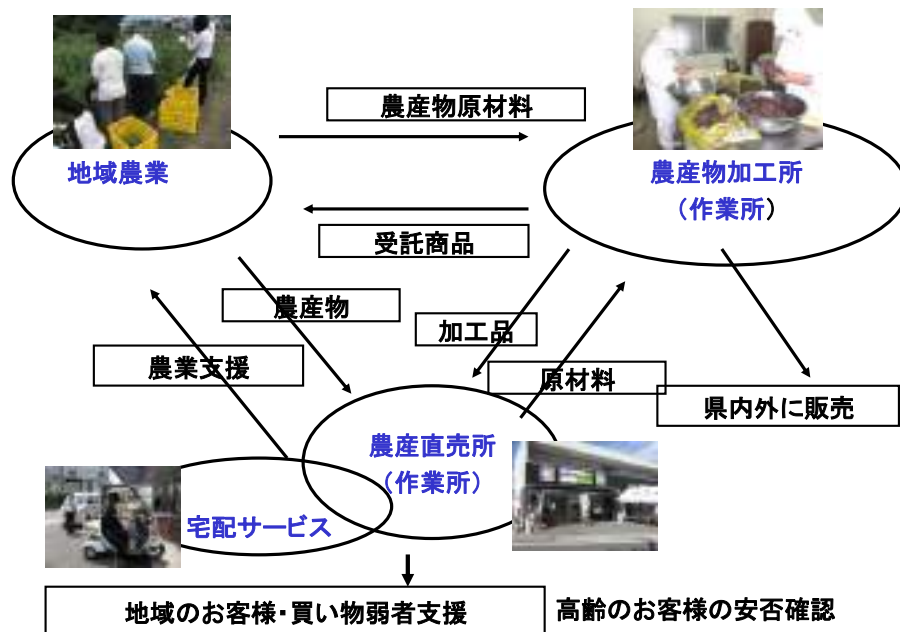 農産物原材料
地域農業
農産物加工所
（作業所）
受託商品
農産物
加工品
農業支援
原材料
県内外に販売
農産直売所
（作業所）
宅配サービス
地域のお客様・買い物弱者支援
高齢のお客様の安否確認